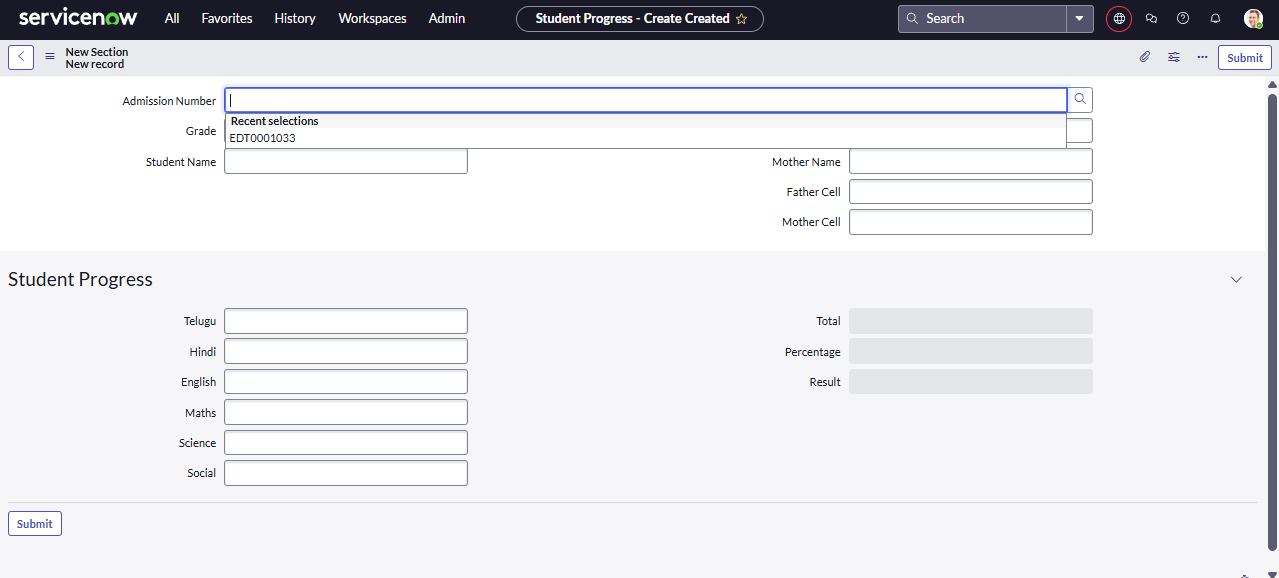 servicenow All Favorites History Workspaces Admin Student Progress - Create Created Search
New Section
New record
Submit
Admission Number
Recent selections
EDT0001033
Grade
Student Name
Mother Name
Father Cell
Mother Cell
Student Progress
Telugu
Total
Hindi
Percentage
English
Result
Maths
Science
Social
Submit